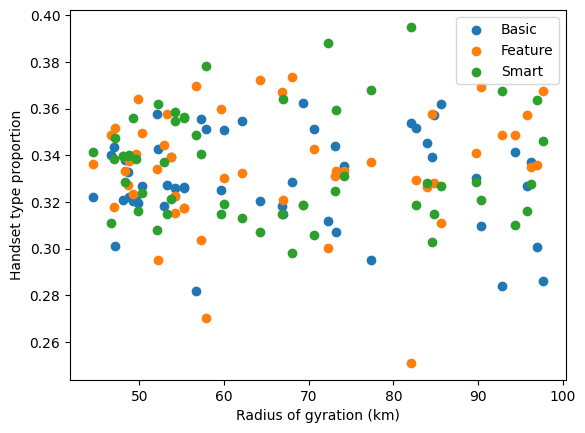 0.40
0.38
0.36
0.34
0.32
0.30
0.28
0.26
Handset type proportion
Basic
Feature
Smart
50
60
70
80
90
100
Radius of gyration (km)